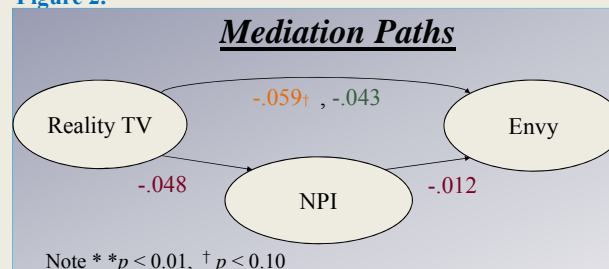 Figure 2.
Mediation Paths
-.059† , -.043
Reality TV
Envy
-.048
-.012
NPI
Note * *p < 0.01, † p < 0.10